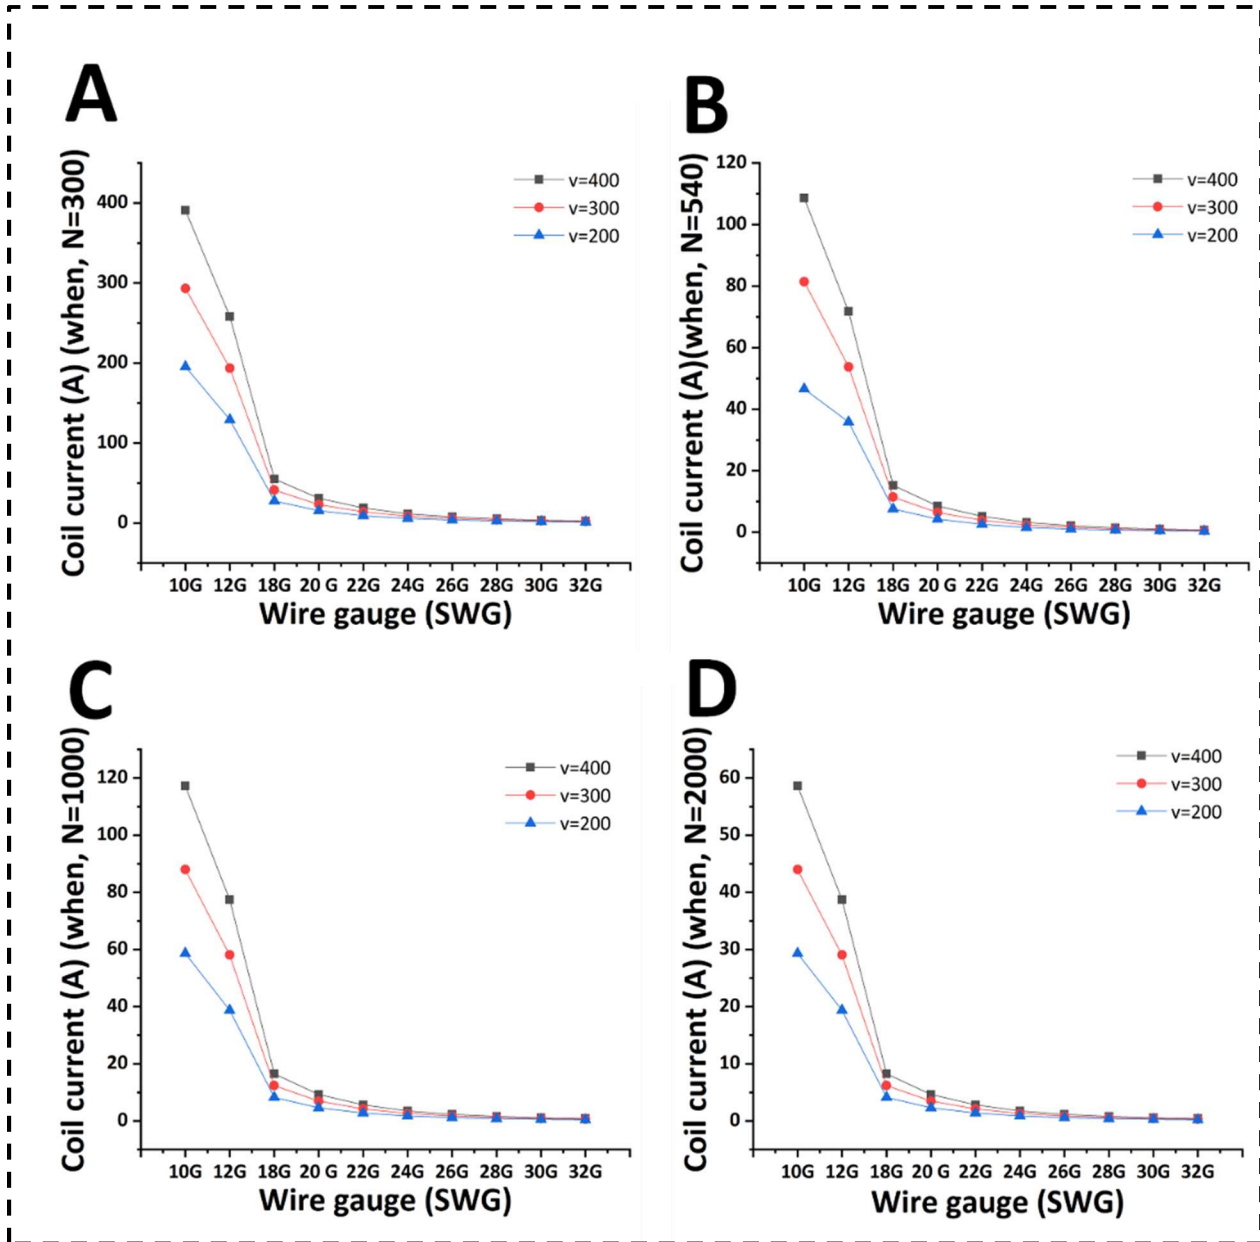 A
Coil current (A) (when, N=300)
400
300
200
100
0
v=400
v=300
v=200
10G 12G 18G 20 G 22G 24G 26G 28G 30G 32G
Wire gauge (SWG)
B
Coil current (A)(when, N=540)
120
100
80
60
40
20
0
v=400
v=300
v=200
10G 12G 18G 20 G 22G 24G 26G 28G 30G 32G
Wire gauge (SWG)
C
Coil current (A) (when, N=1000)
120
100
80
60
40
20
0
v=400
v=300
v=200
10G 12G 18G 20 G 22G 24G 26G 28G 30G 32G
Wire gauge (SWG)
D
Coil current (A) (when, N=2000)
60
50
40
30
20
10
0
v=400
v=300
v=200
10G 12G 18G 20 G 22G 24G 26G 28G 30G 32G
Wire gauge (SWG)